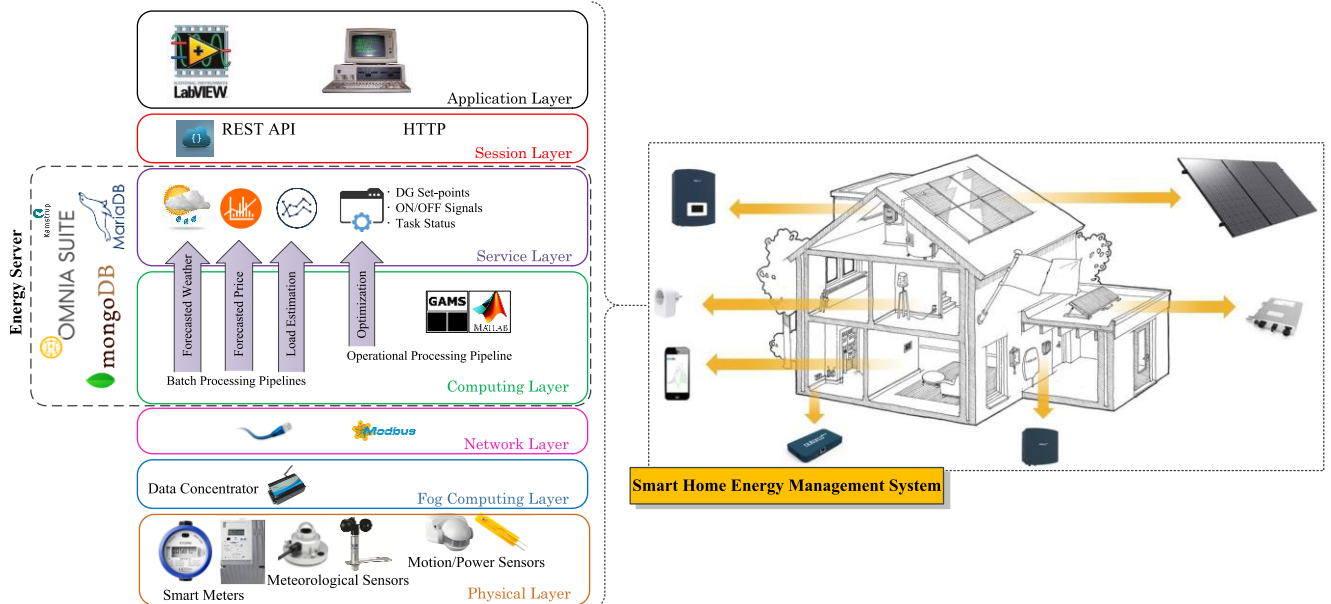 NATIONAL INSTRUMENTS
LabVIEW
Application Layer
{}
REST API
HTTP
Session Layer
Energy Server
Kamstrup
OMNIA SUITE
MariaDB
mongoDB
· DG Set-points
· ON/OFF Signals
· Task Status
Service Layer
Forecasted Weather
Forecasted Price
Load Estimation
Optimization
GAMS
MATLAB
Operational Processing Pipeline
Batch Processing Pipelines
Computing Layer
Modbus
Network Layer
Data Concentrator
Fog Computing Layer
Motion/Power Sensors
Meteorological Sensors
Smart Meters
Physical Layer
Smart Home Energy Management System